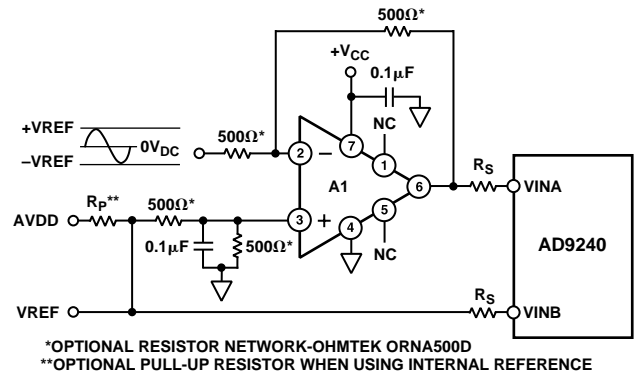 500Ω*
+VCC
0.1µF
+VREF
0VDC
–VREF
500Ω*
NC
2
–
7
1
A1
6
RS
VINA
AVDD
RP**
500Ω*
3
+
4
5
NC
0.1µF
500Ω*
AD9240
VREF
RS
VINB
*OPTIONAL RESISTOR NETWORK-OHMTEK ORNA500D
**OPTIONAL PULL-UP RESISTOR WHEN USING INTERNAL REFERENCE